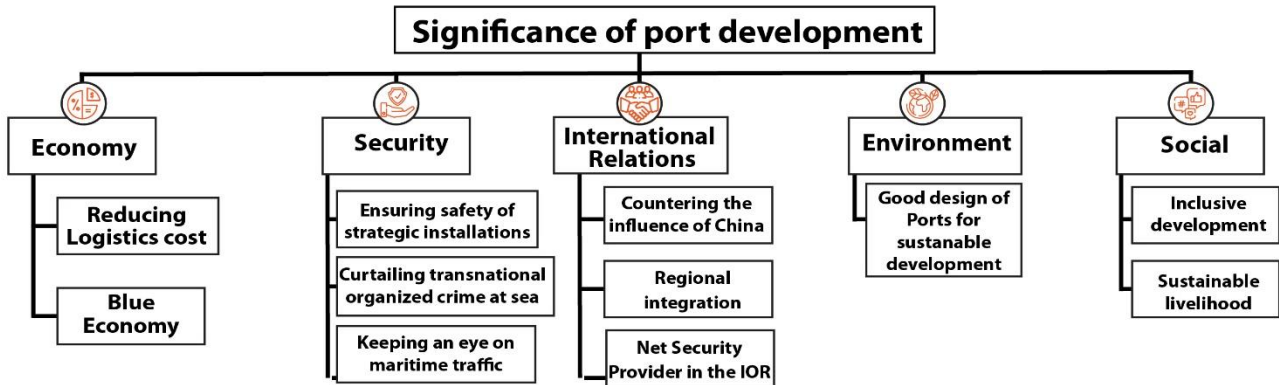 Significance of port development
Economy
Reducing
Logistics cost
Blue
Economy
Security
Ensuring safety of
strategic installations
Curtailing transnational
organized crime at sea
Keeping an eye on
maritime traffic
International
Relations
Countering the
influence of China
Regional
integration
Net Security
Provider in the IOR
Environment
Good design of
Ports for
sustanable
development
Social
Inclusive
development
Sustainable
livelihood